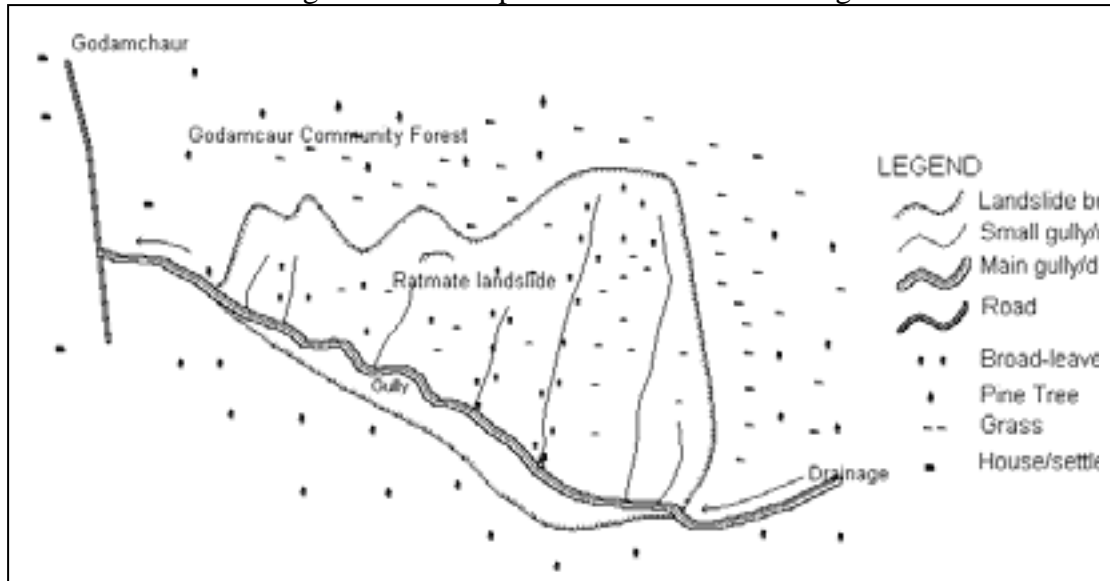 Godamchaur
Godamcaur Community Forest
Ratmate landslide
Gully
Drainage
LEGEND
Landslide
Small gully/
Main gully/d
Road
Broad-leave
Pine Tree
Grass
House/settle